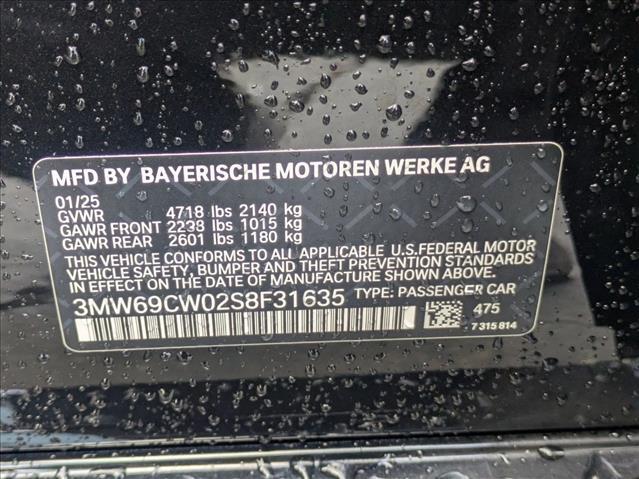 MFD BY BAYERISCHE MOTOREN WERKE AG
01/25
GVWR 4718 lbs 2140 kg
GAWR FRONT 2238 lbs 1015 kg
GAWR REAR 2601 lbs 1180 kg
THIS VEHICLE CONFORMS TO ALL APPLICABLE U.S.FEDERAL MOTOR
VEHICLE SAFETY, BUMPER, AND THEFT PREVENTION STANDARDS
IN EFFECT ON THE DATE OF MANUFACTURE SHOWN ABOVE.
3MW69CW02S8F31635 TYPE: PASSENGER CAR
475
7 315 814